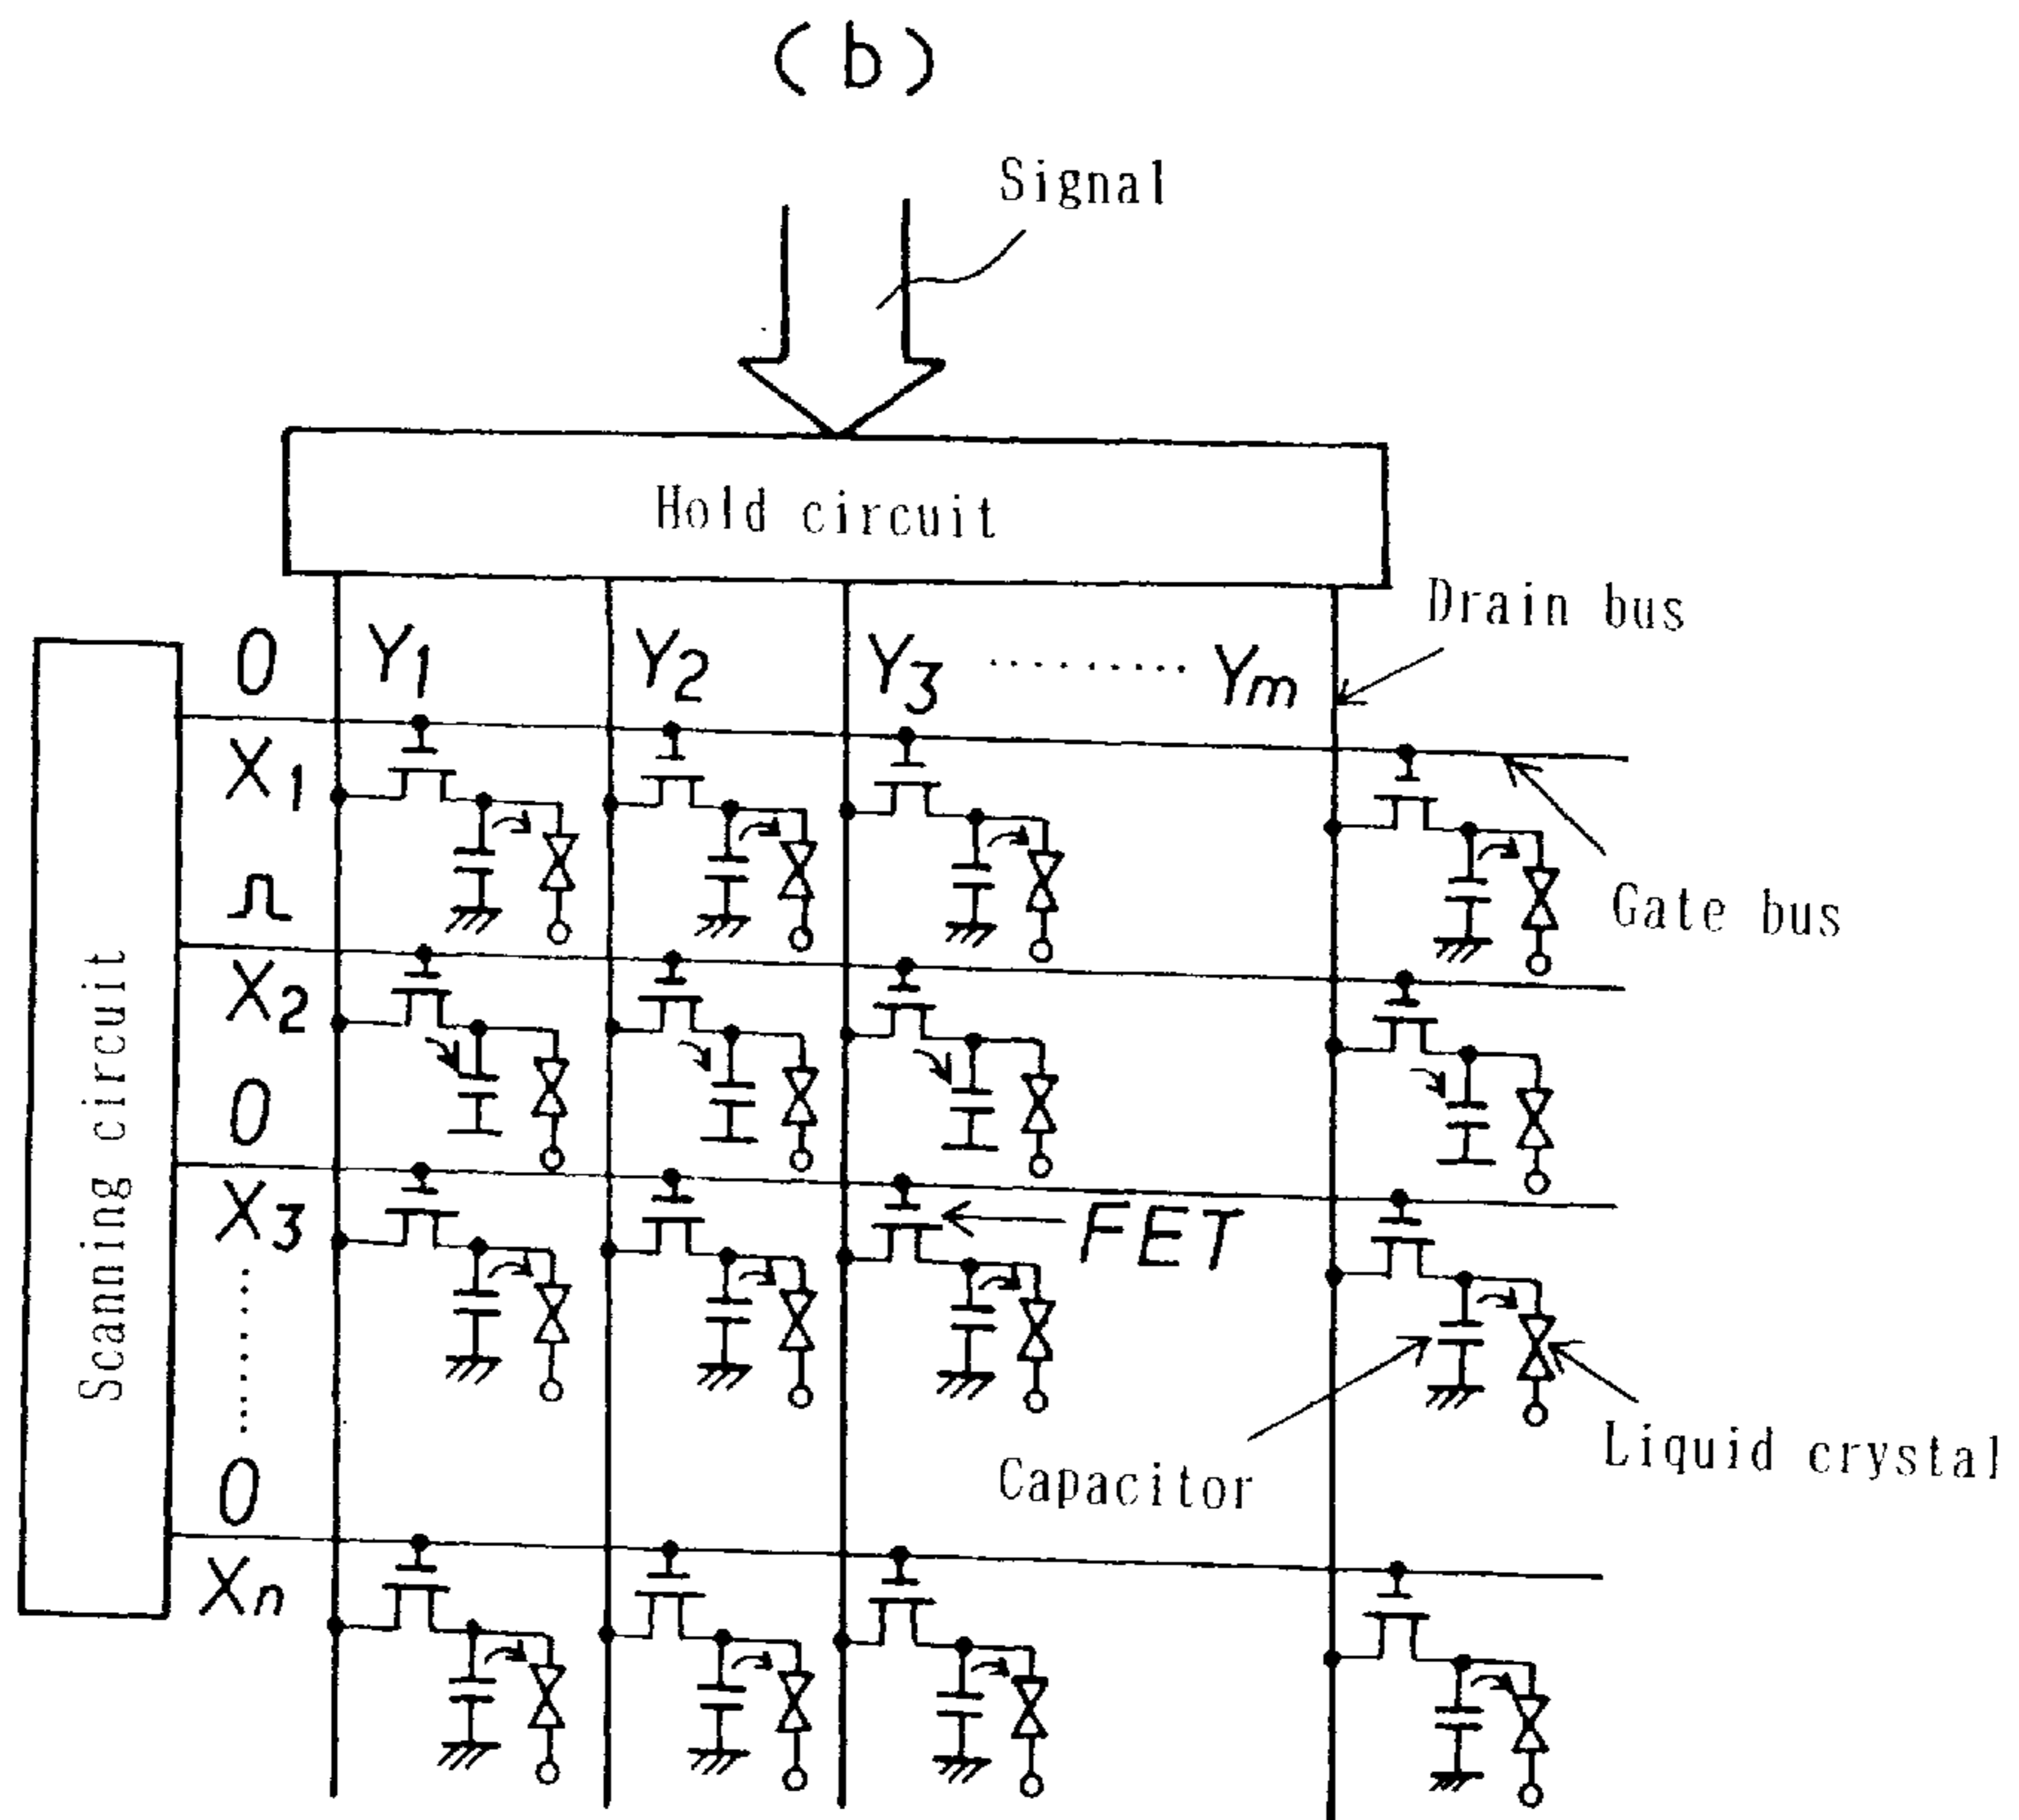 (b)
Signal
Hold circuit
Drain bus
0 Y1 Y2 Y3 ......... Ym
X1
Gate bus
X2
Scanning circuit
0
X3
FET
Liquid crystal
Capacitor
0
Xn